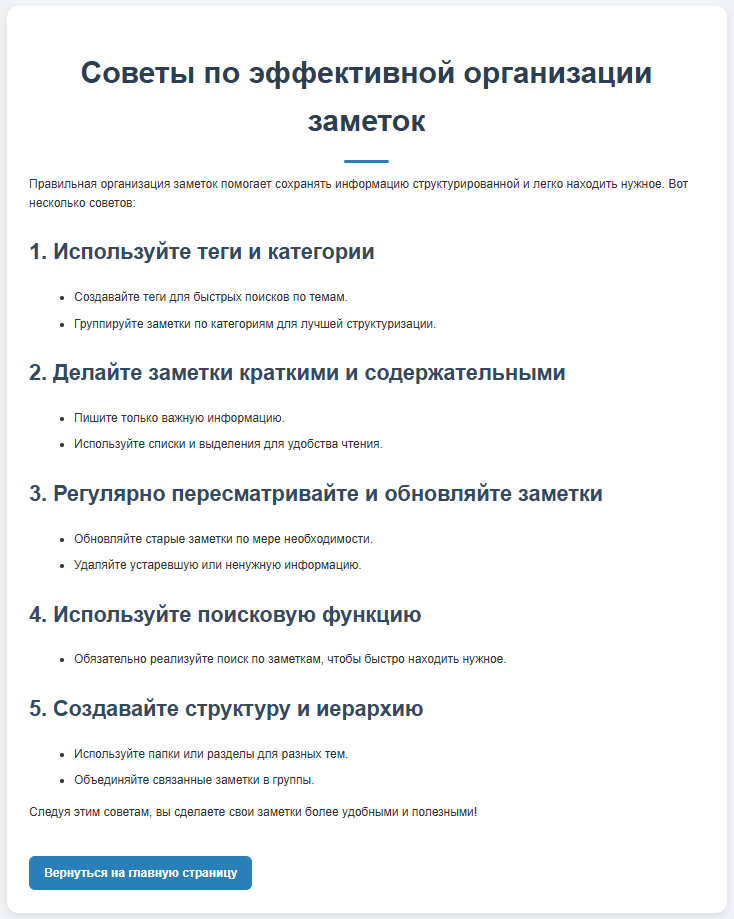 Советы по эффективной организации
заметок
Правильная организация заметок помогает сохранять информацию структурированной и легко находить нужное. Вот
несколько советов:
1. Используйте теги и категории
• Создавайте теги для быстрых поисков по темам.
• Группируйте заметки по категориям для лучшей структуризации.
2. Делайте заметки краткими и содержательными
• Пишите только важную информацию.
• Используйте списки и выделения для удобства чтения.
3. Регулярно пересматривайте и обновляйте заметки
• Обновляйте старые заметки по мере необходимости.
• Удаляйте устаревшую или ненужную информацию.
4. Используйте поисковую функцию
• Обязательно реализуйте поиск по заметкам, чтобы быстро находить нужное.
5. Создавайте структуру и иерархию
• Используйте папки или разделы для разных тем.
• Объединяйте связанные заметки в группы.
Следуя этим советам, вы сделаете свои заметки более удобными и полезными!
Вернуться на главную страницу